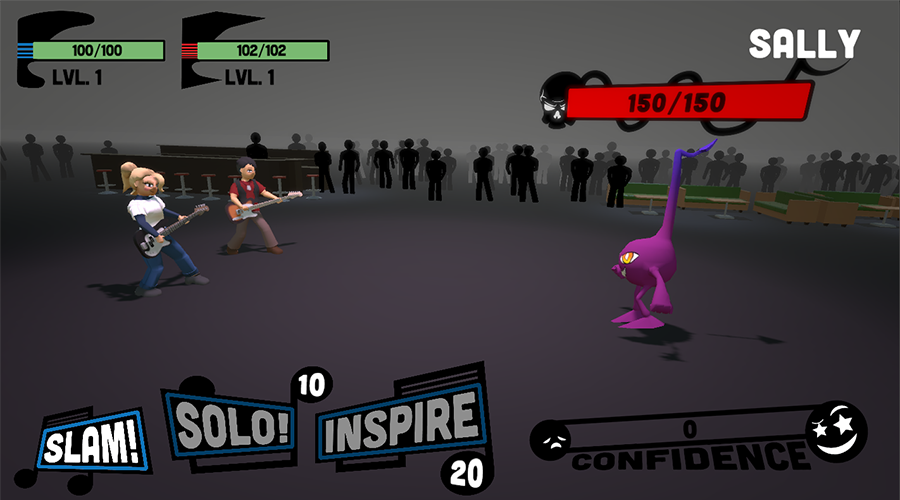 100/100
102/102
LVL. 1
LVL. 1
SALLY
150/150
SLAM!
SOLO!
10
INSPIRE
20
0
CONFIDENCE